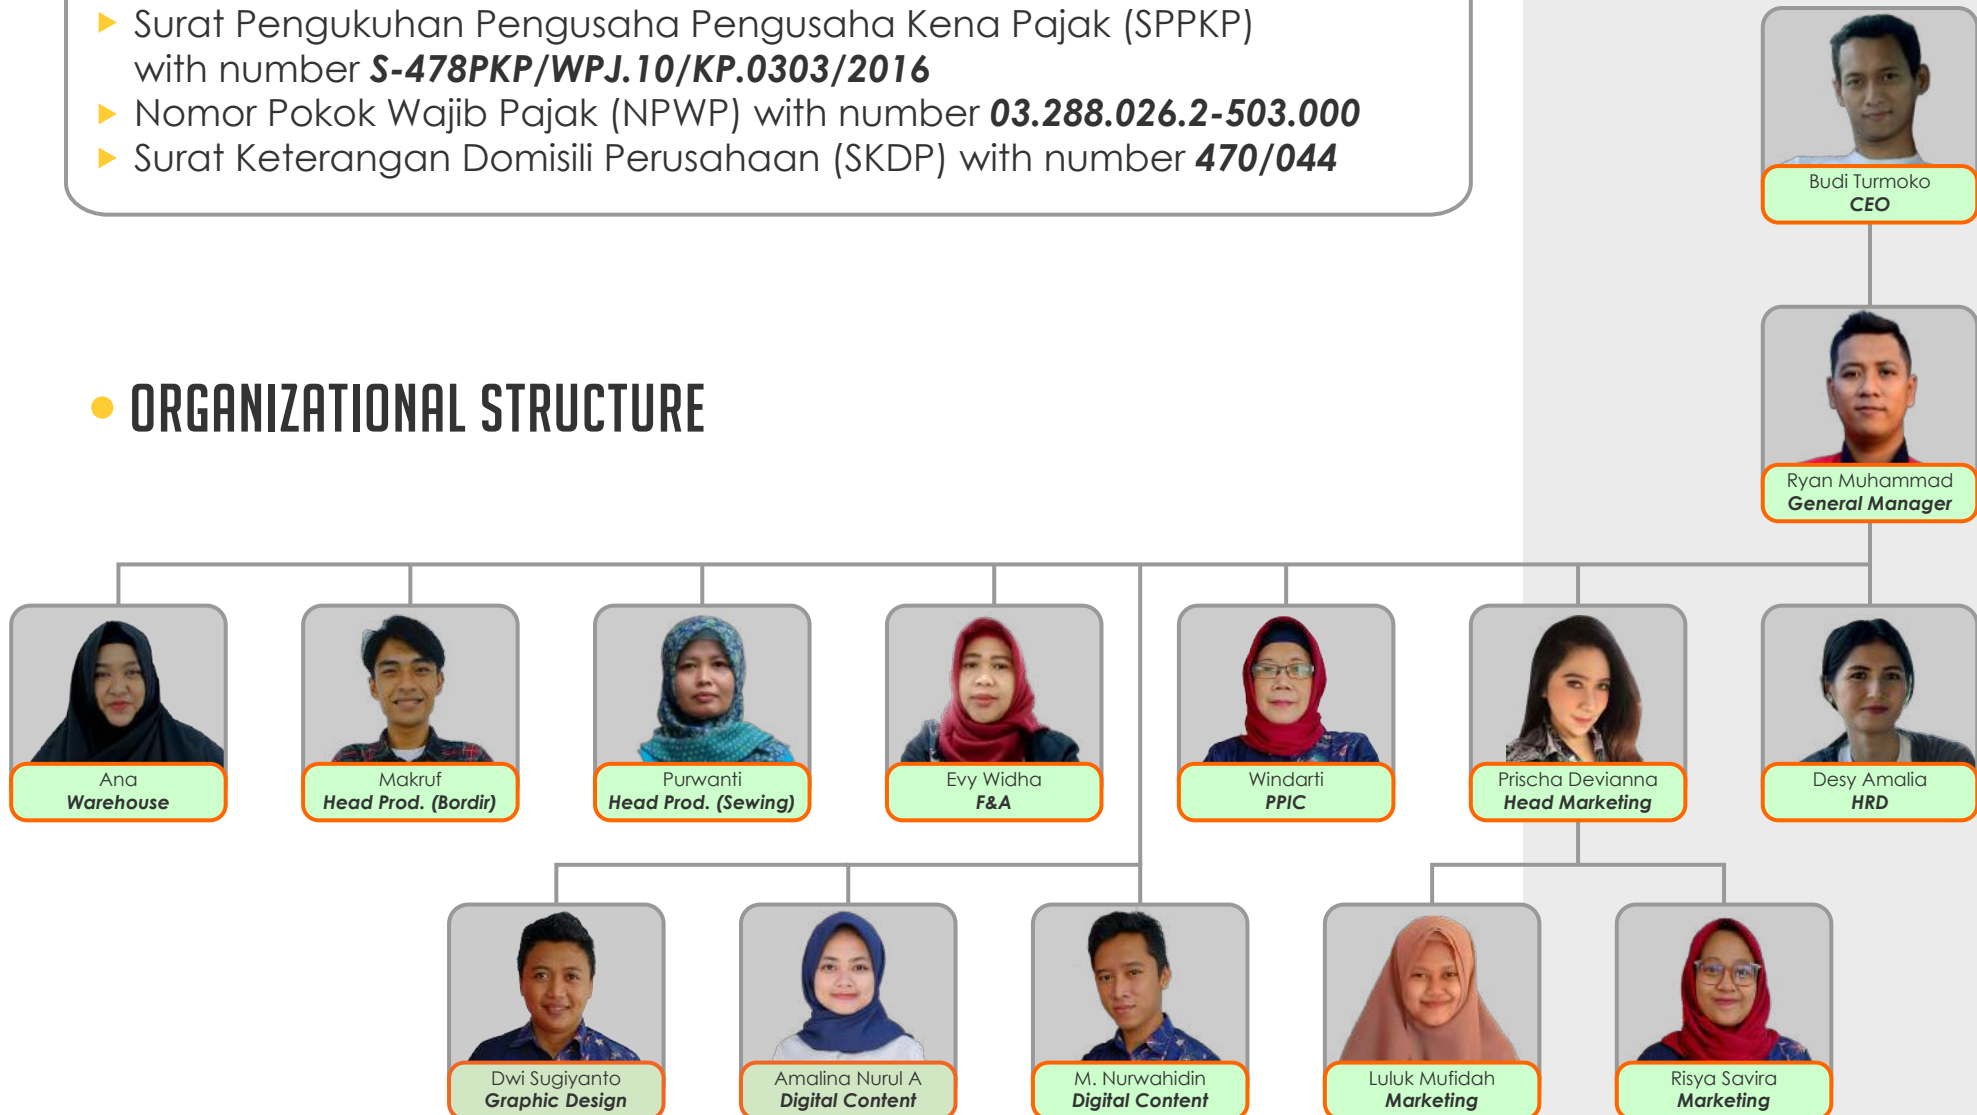 Surat Pengukuhan Pengusaha Pengusaha Kena Pajak (SPPKP)
with number S-478PKP/WPJ.10/KP.0303/2016
Nomor Pokok Wajib Pajak (NPWP) with number 03.288.026.2-503.000
Surat Keterangan Domisili Perusahaan (SKDP) with number 470/044
Budi Turmoko
CEO
ORGANIZATIONAL STRUCTURE
Ryan Muhammad
General Manager
Ana
Warehouse
Makruf
Head Prod. (Bordir)
Purwanti
Head Prod. (Sewing)
Evy Widha
F&A
Windarti
PPIC
Prischa Devianna
Head Marketing
Desy Amalia
HRD
Dwi Sugiyanto
Graphic Design
Amalina Nurul A
Digital Content
M. Nurwahidin
Digital Content
Luluk Mufidah
Marketing
Risya Savira
Marketing